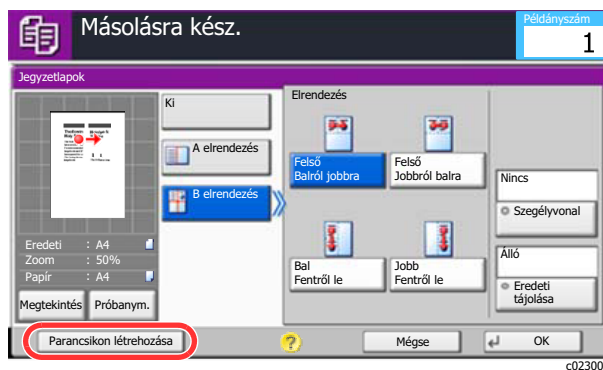 Másolásra kész.
Példányszám
1
Jegyzetlapok
Ki
A elrendezés
B elrendezés
Elrendezés
Felső
Balról jobbra
Felső
Jobbról balra
Bal
Fentről le
Jobb
Fentről le
Nincs
Szegélyvonal
Álló
Eredeti
tájolása
Eredeti : A4
Zoom : 50%
Papír : A4
Megtekintés
Próbanym.
Parancsikon létrehozása
?
Mégse
OK
c02300